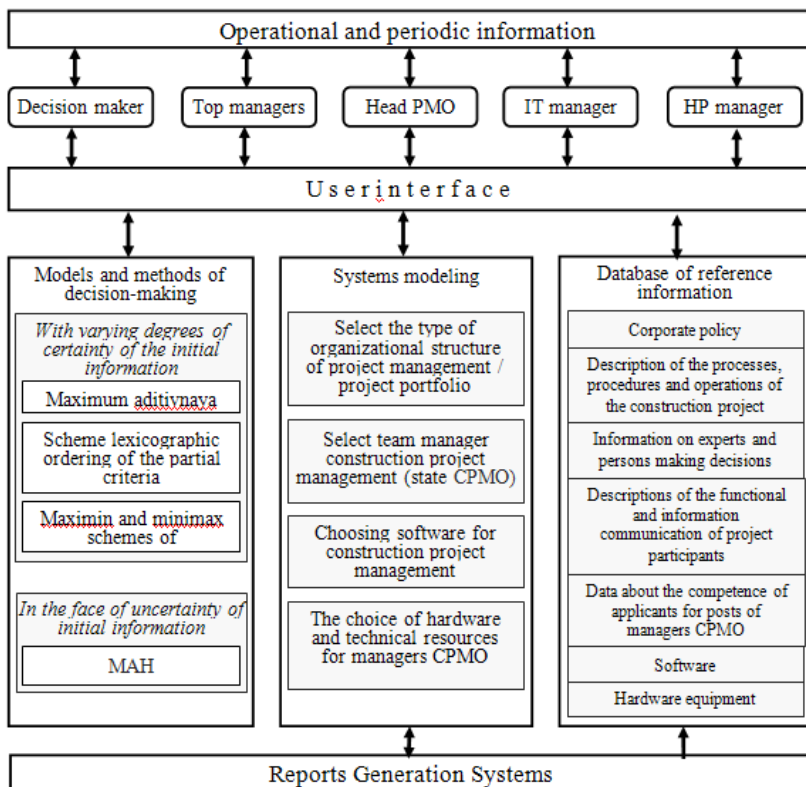 Operational and periodic information
Decision maker
Top managers
Head PMO
IT manager
HP manager
U s e r i n t e r f a c e
Models and methods of
decision-making
With varying degrees of
certainty of the initial
information
Maximum aditivnaya
Scheme lexicographic
ordering of the partial
criteria
Maximin and minimax
schemes of
In the face of uncertainty of
initial information
MAH
Systems modeling
Select the type of
organizational structure
of project management /
project portfolio
Select team manager
construction project
management (state CPMO)
Choosing software for
construction project
management
The choice of hardware
and technical resources
for managers CPMO
Database of reference
information
Corporate policy
Description of the processes,
procedures and operations of
the construction project
Information on experts and
persons making decisions
Descriptions of the functional
and information
communication of project
participants
Data about the competence of
applicants for posts of
managers CPMO
Software
Hardware equipment
Reports Generation Systems